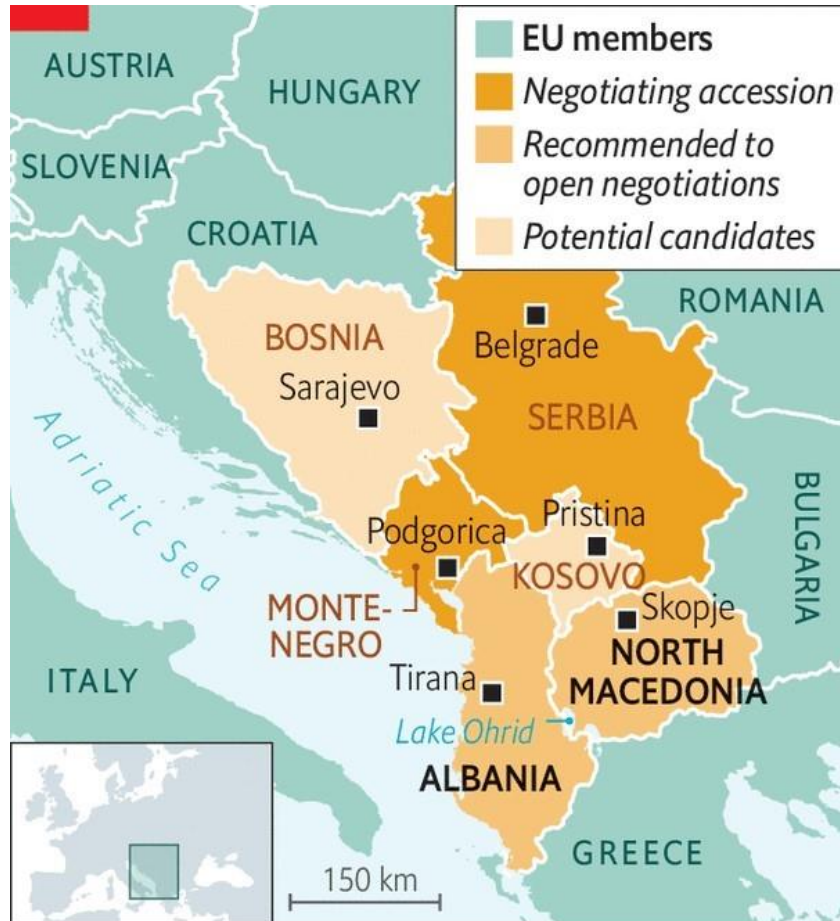 EU members
Negotiating accession
Recommended to
open negotiations
Potential candidates
AUSTRIA
HUNGARY
SLOVENIA
CROATIA
ROMANIA
BOSNIA
Sarajevo
Belgrade
SERBIA
Adriatic Sea
BULGARIA
Podgorica
Pristina
KOSOVO
MONTE-
NEGRO
Skopje
NORTH
MACEDONIA
ITALY
Tirana
Lake Ohrid
ALBANIA
GREECE
150 km